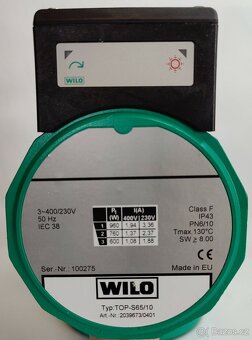 WILO
3~400/230V
50 Hz
IEC 38
P₁ (W) I(A) 400V 230V
1 960 1.94 3.36
2 760 1.37 2.37
3 600 1.08 1.88
Class F
IP43
PN6/10
Tmax 130°C
SW ≥ 8.00
Ser.-Nr.: 100275
Made in EU
WILO
Typ:TOP-S65/10
Art.-Nr.: 2039673/0401